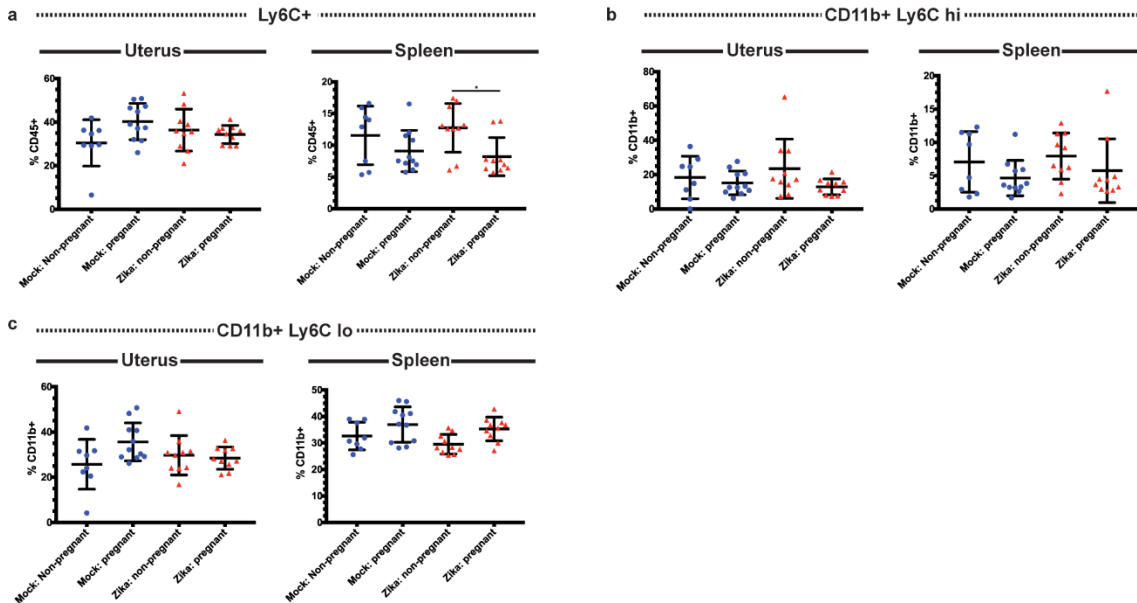 a
Ly6C+
Uterus
% CD45+
60
40
20
0
Mock: Non-pregnant
Mock: pregnant
Zika: non-pregnant
Zika: pregnant
Spleen
% CD45+
20
15
10
5
0
*
Mock: Non-pregnant
Mock: pregnant
Zika: non-pregnant
Zika: pregnant
b
CD11b+ Ly6C hi
Uterus
% CD11b+
80
60
40
20
0
Mock: Non-pregnant
Mock: pregnant
Zika: non-pregnant
Zika: pregnant
Spleen
% CD11b+
20
15
10
5
0
Mock: Non-pregnant
Mock: pregnant
Zika: non-pregnant
Zika: pregnant
c
CD11b+ Ly6C lo
Uterus
% CD11b+
60
40
20
0
Mock: Non-pregnant
Mock: pregnant
Zika: non-pregnant
Zika: pregnant
Spleen
% CD11b+
50
40
30
20
10
0
Mock: Non-pregnant
Mock: pregnant
Zika: non-pregnant
Zika: pregnant